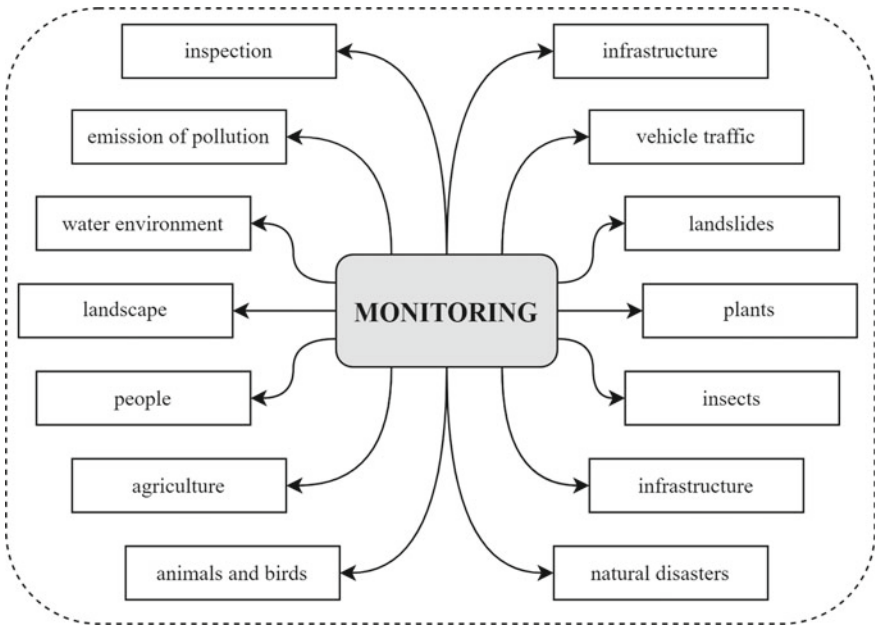 inspection
infrastructure
emission of pollution
vehicle traffic
water environment
landslides
landscape
MONITORING
plants
people
insects
agriculture
infrastructure
animals and birds
natural disasters